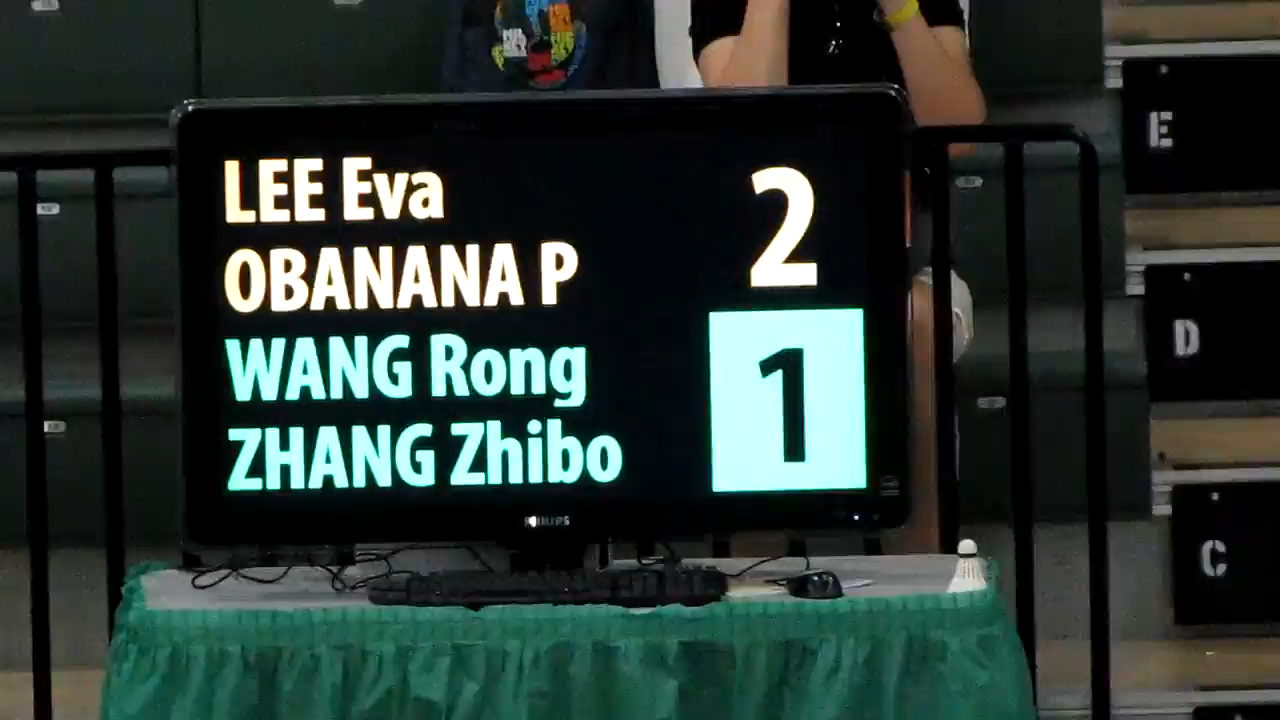 LEE Eva 2
OBANANA P
WANG Rong 1
ZHANG Zhibo
PHILIPS
E
D
C